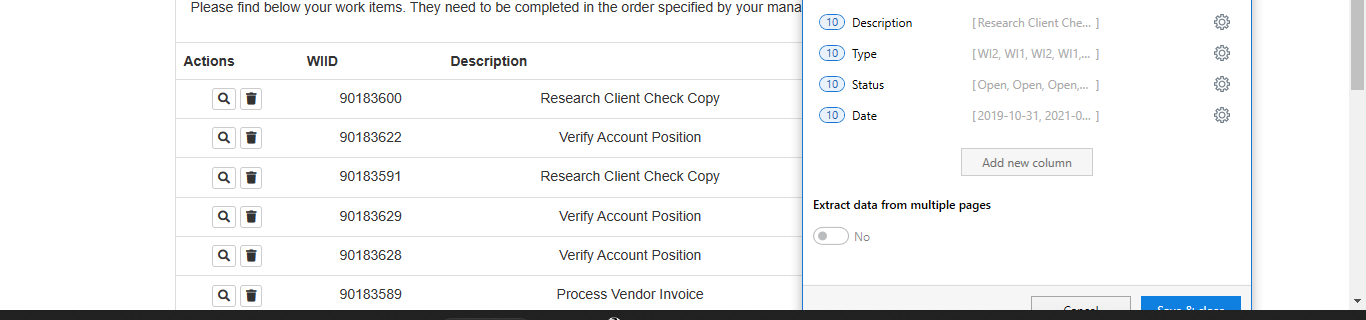 Please find below your work items. They need to be completed in the order specified by your mana
Actions WIID Description
90183600 Research Client Check Copy
90183622 Verify Account Position
90183591 Research Client Check Copy
90183629 Verify Account Position
90183628 Verify Account Position
90183589 Process Vendor Invoice
10 Description [Research Client Che... ]
10 Type [WI2, WI1, WI2, WI1,... ]
10 Status [Open, Open, Open,... ]
10 Date [2019-10-31, 2021-0... ]
Add new column
Extract data from multiple pages
No
Cancel Save & close